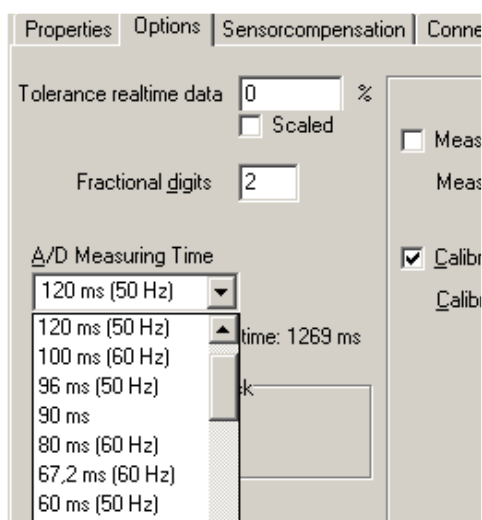 Properties Options Sensorcompensation Conne
Tolerance realtime data 0 %
Scaled
Meas
Fractional digits 2
Meas
A/D Measuring Time
Calibr
120 ms (50 Hz)
Calib
120 ms (50 Hz)
time: 1269 ms
100 ms (60 Hz)
96 ms (50 Hz)
k
90 ms
80 ms (60 Hz)
67,2 ms (60 Hz)
60 ms (50 Hz)